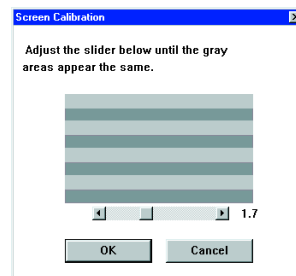 Screen Calibration
Adjust the slider below until the gray
areas appear the same.
1.7
OK Cancel